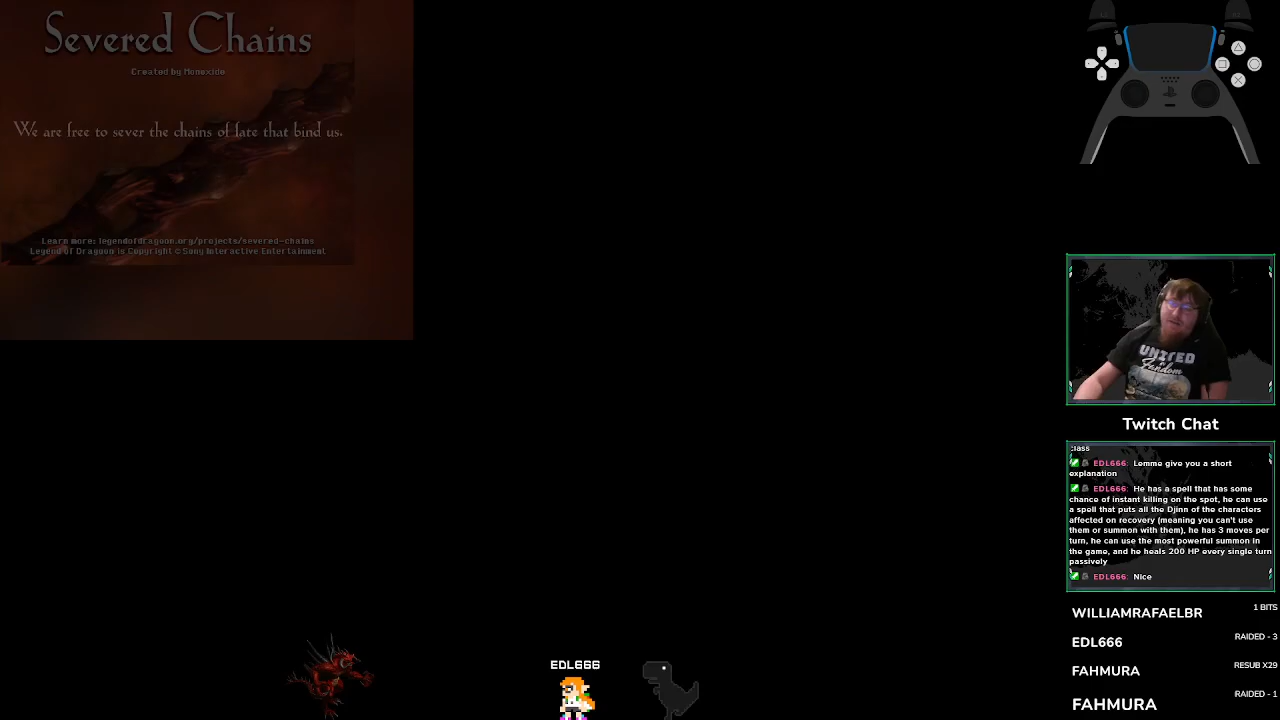 Severed Chains
Created by Monoxide
We are free to sever the chains of fate that bind us.
Learn more: legendofdragoon.org/projects/severed-chains
Legend of Dragoon is Copyright © Sony Interactive Entertainment
UNITED
Fandom
Twitch Chat
class
EDL666: Lemme give you a short
explanation
EDL666: He has a spell that has some
chance of instant killing on the spot, he can use
a spell that puts all the Djinn of the characters
affected on recovery (meaning you can't use
them or summon with them), he has 3 moves per
turn, he can use the most powerful summon in
the game, and he heals 200 HP every single turn
passively
EDL666: Nice
WILLIAMRAFAELBR 1 BITS
EDL666 RAIDED - 3
FAHMURA RESUB X29
FAHMURA RAIDED - 1
EDL666